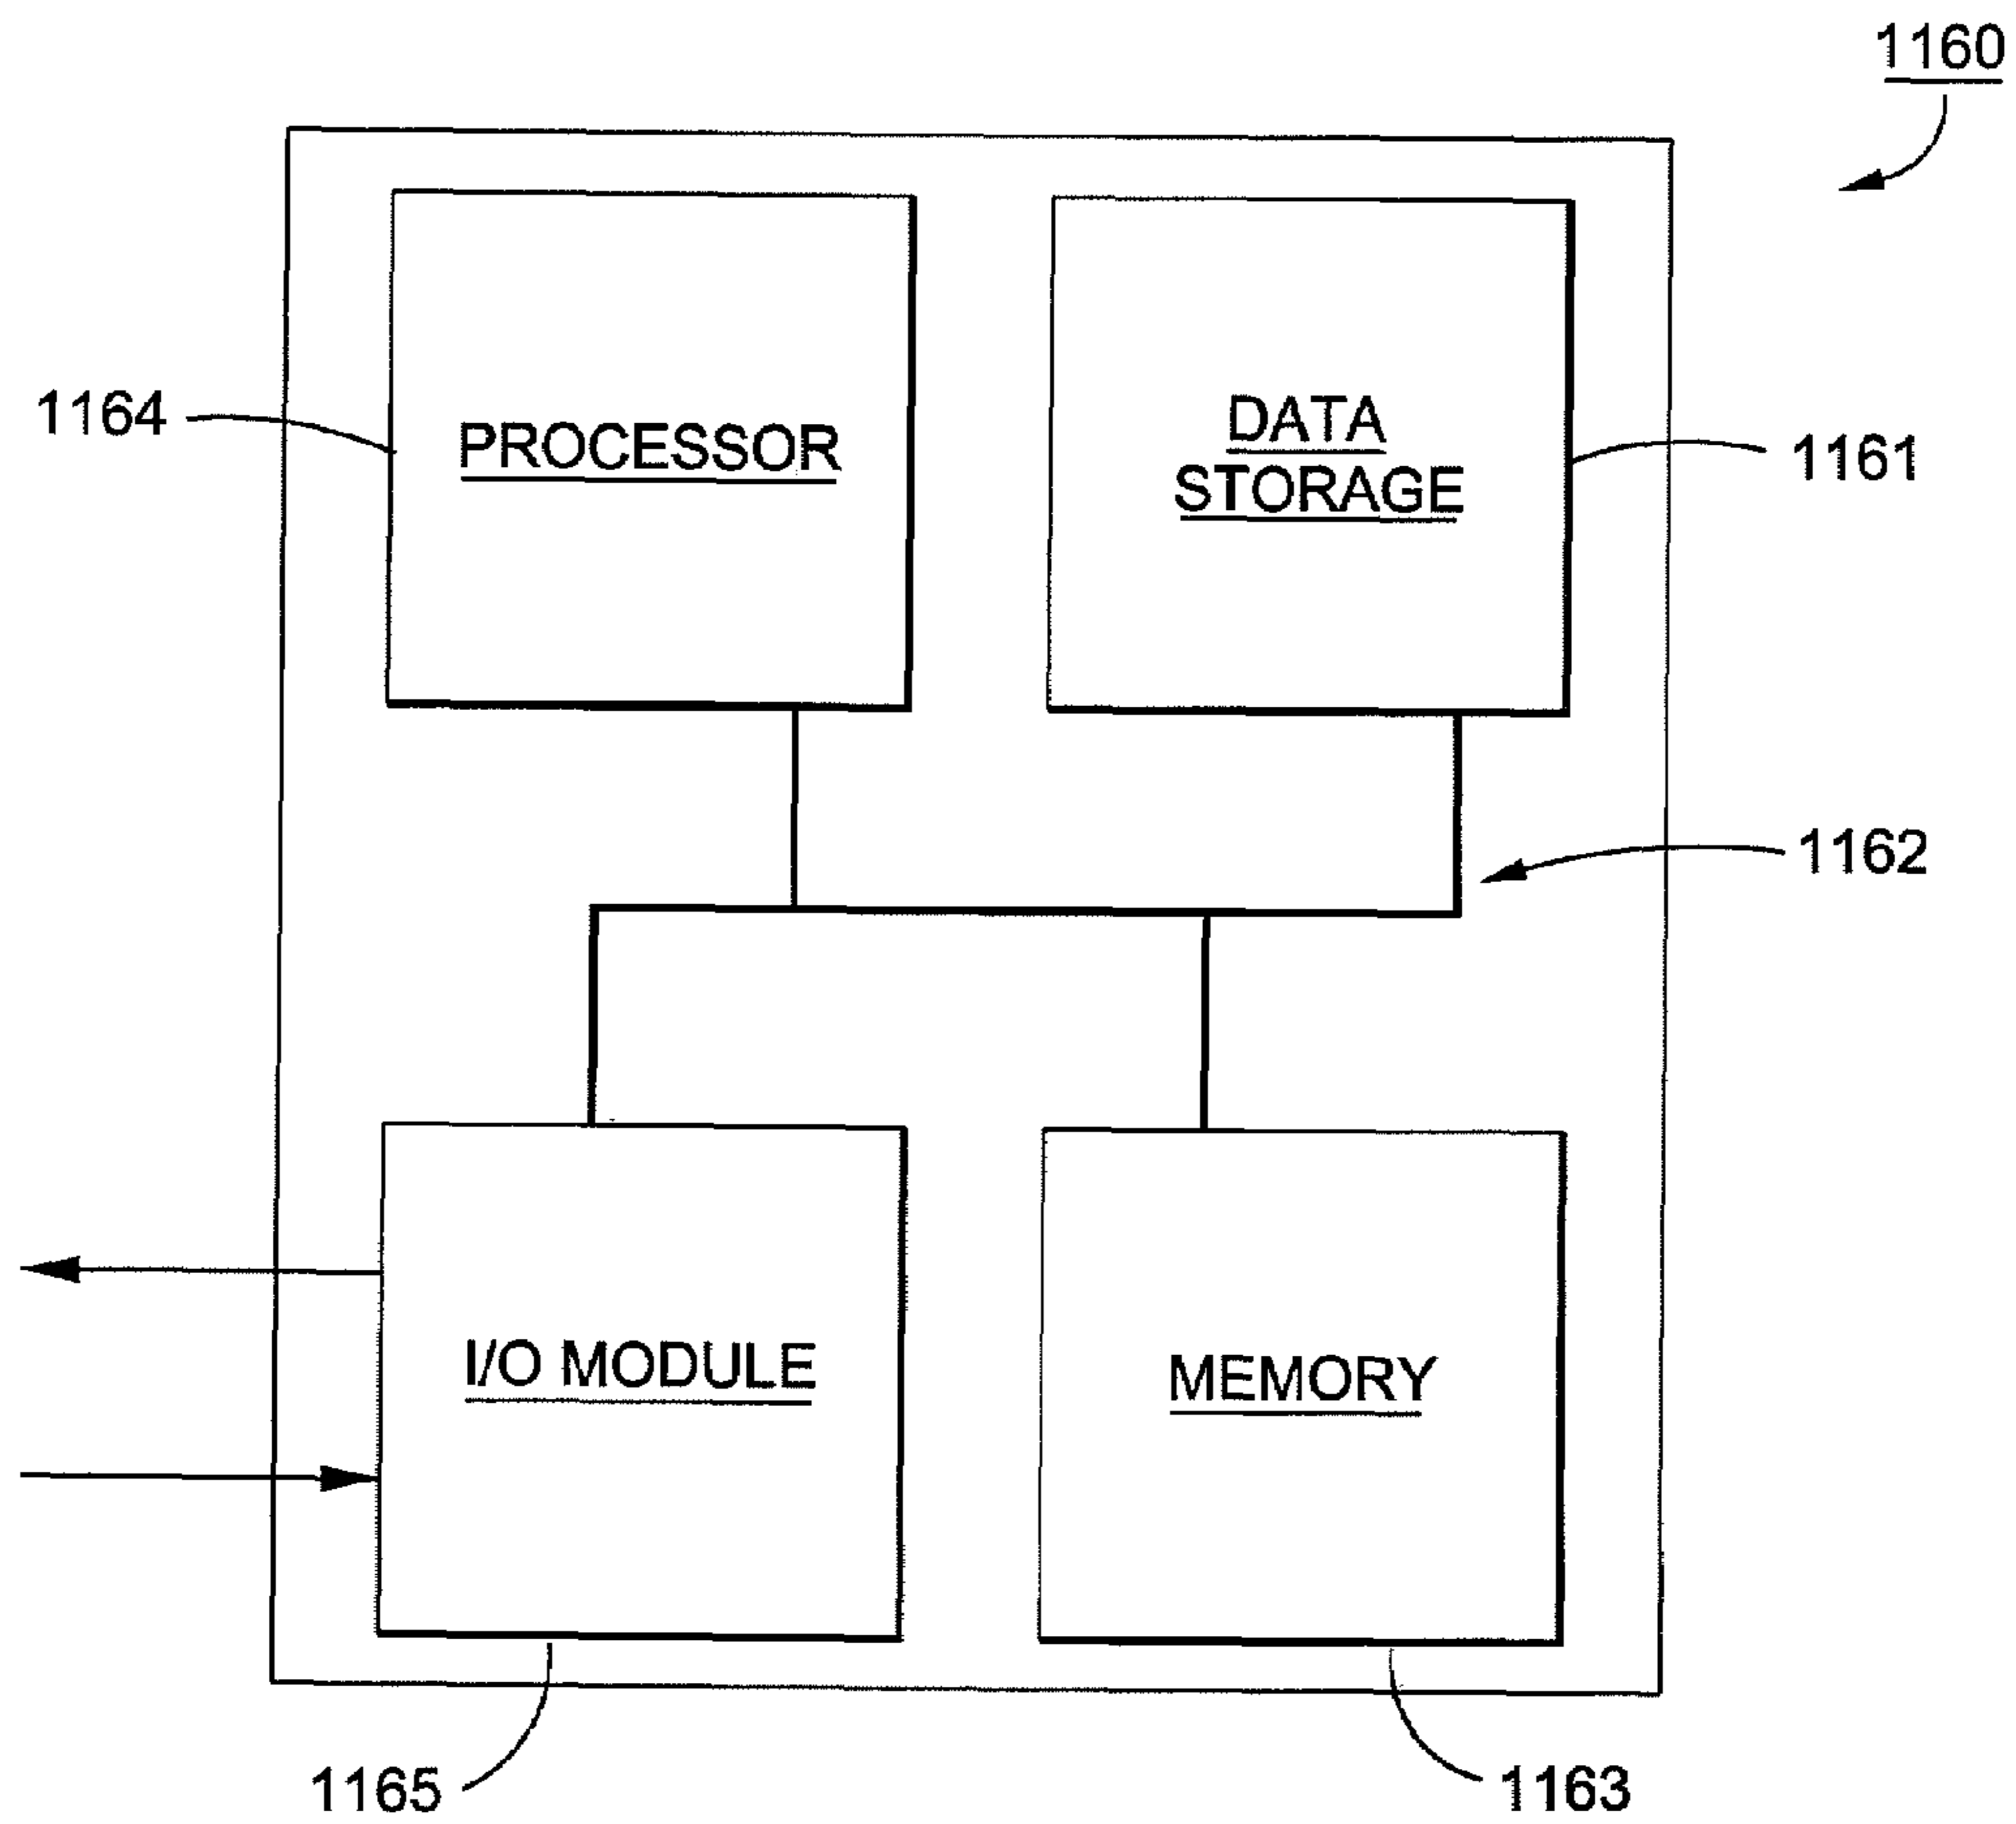 1160
1164
PROCESSOR
DATA
STORAGE
1161
1162
I/O MODULE
MEMORY
1165
1163